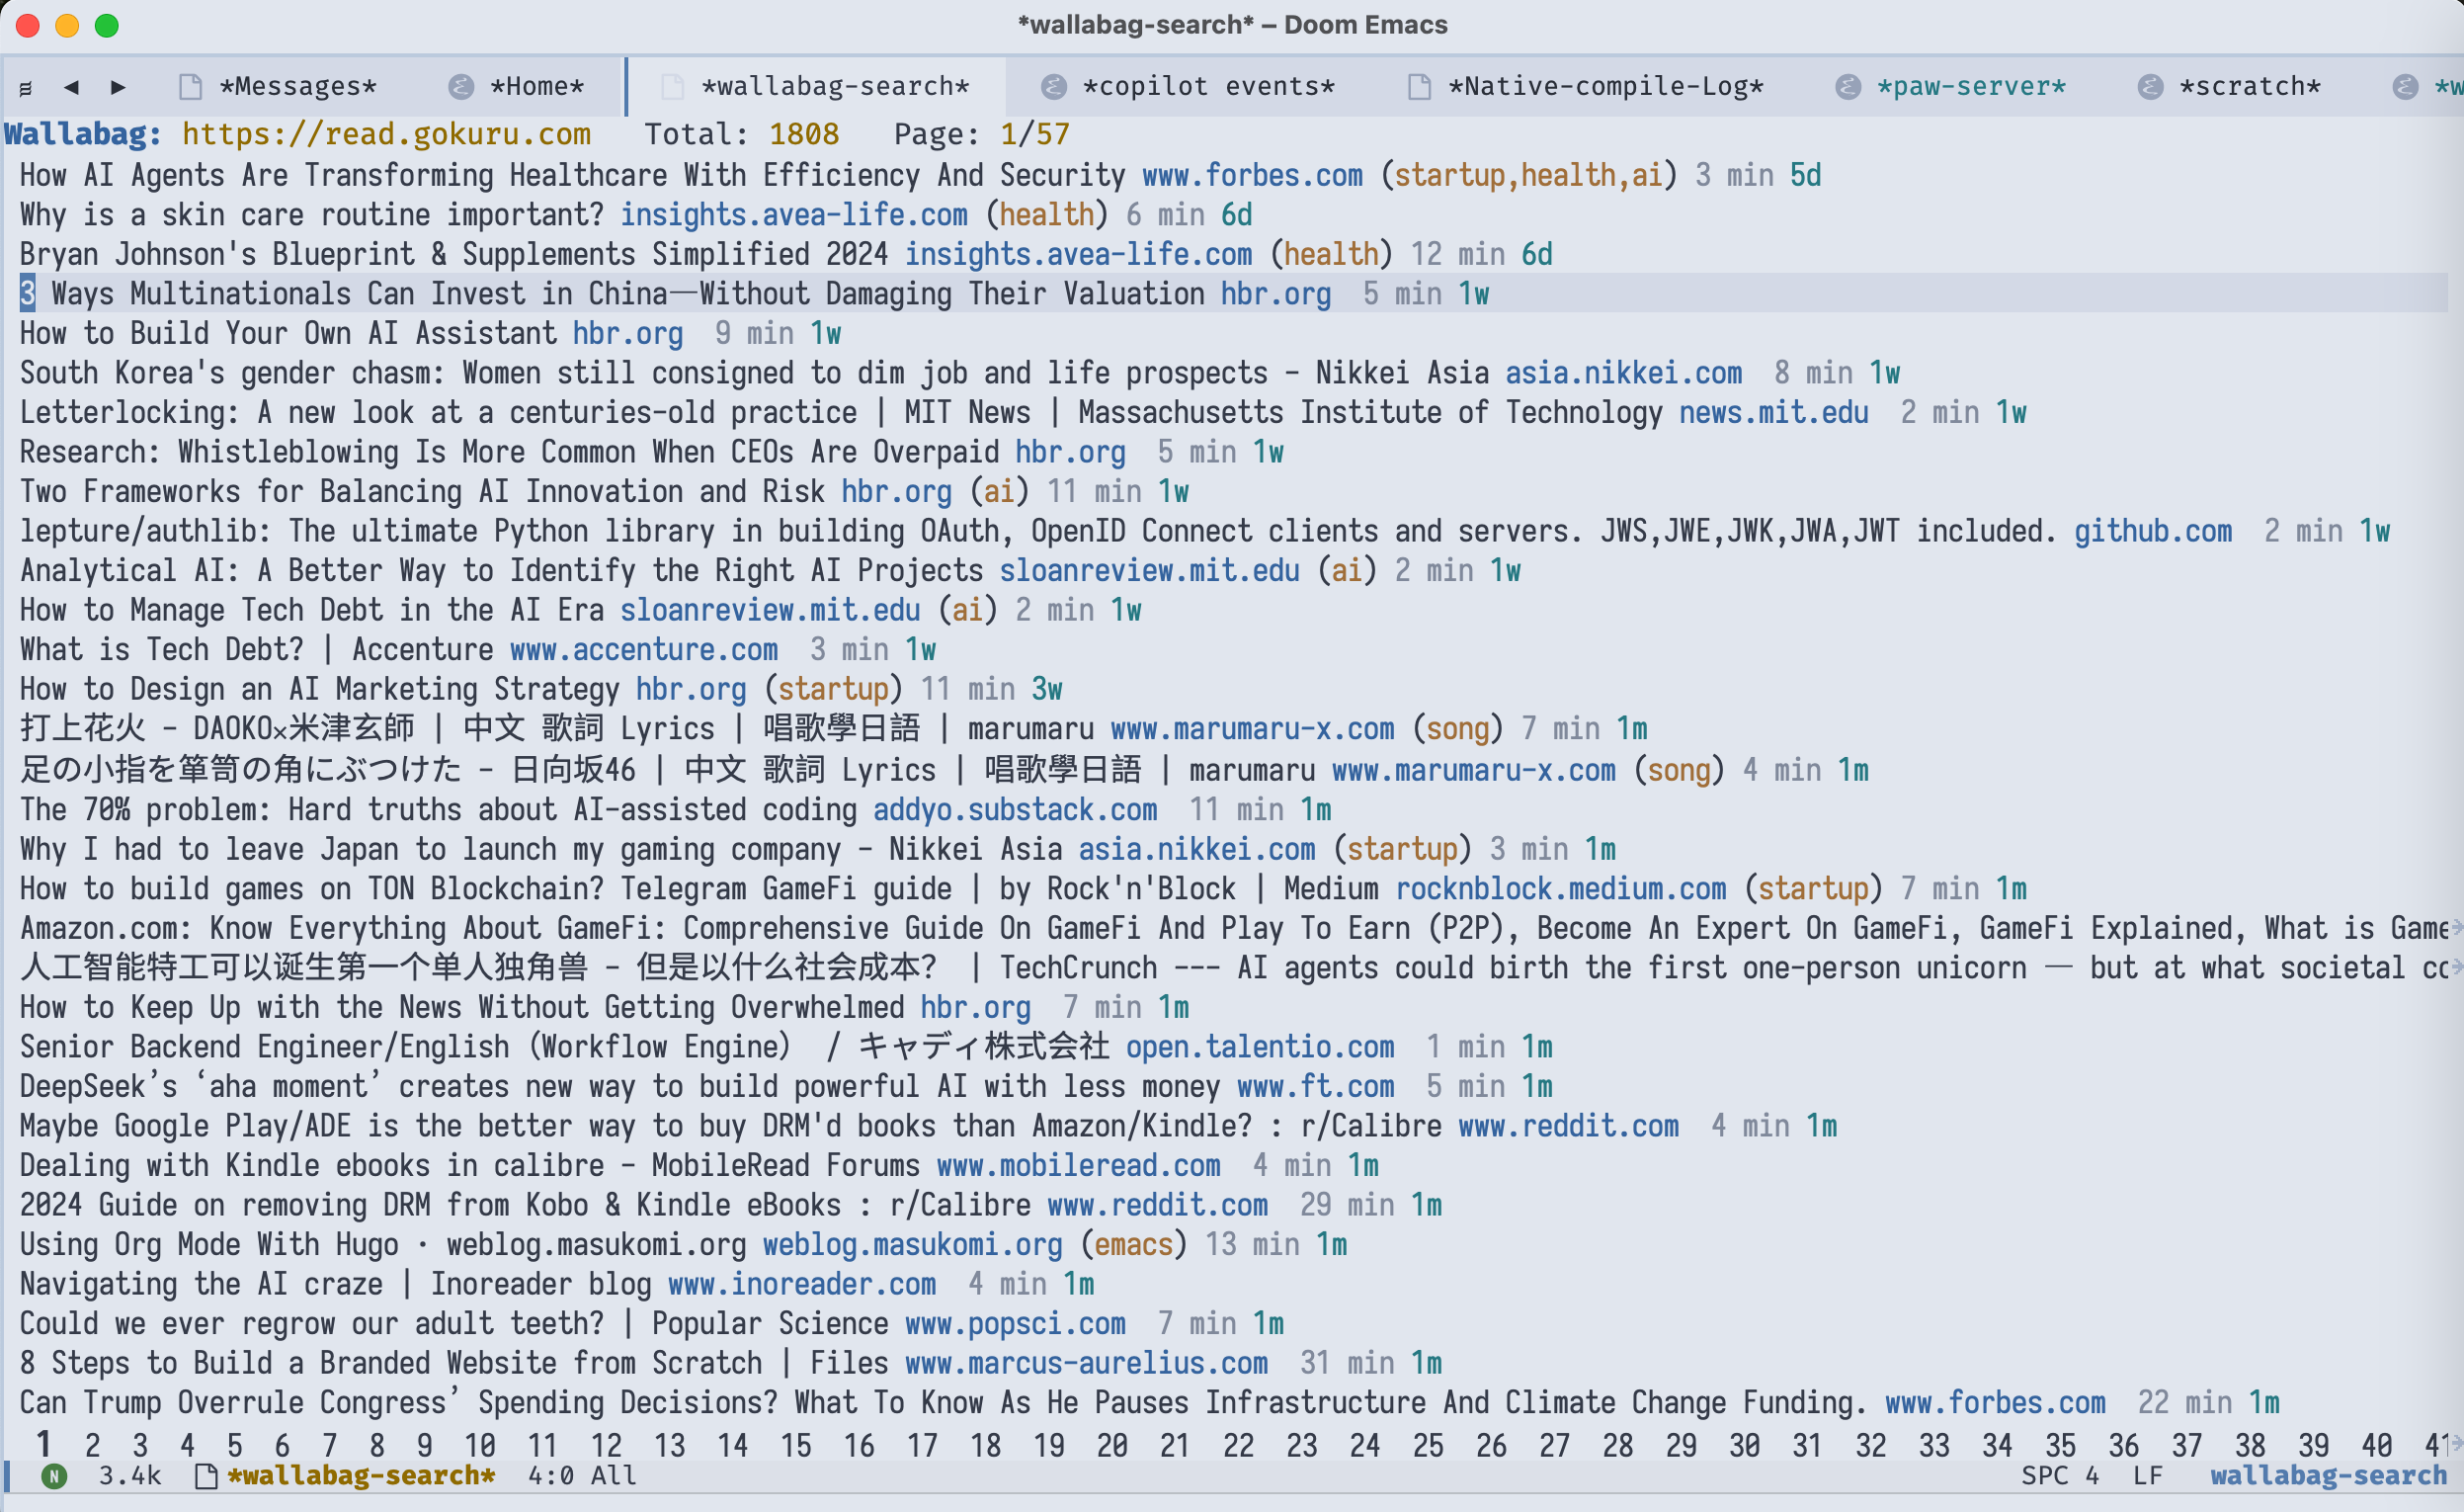 *wallabag-search* – Doom Emacs
*Messages* *Home* *wallabag-search* *copilot events* *Native-compile-Log* *paw-server* *scratch* *w
Wallabag: https://read.gokuru.com Total: 1808 Page: 1/57
How AI Agents Are Transforming Healthcare With Efficiency And Security www.forbes.com (startup,health,ai) 3 min 5d
Why is a skin care routine important? insights.avea-life.com (health) 6 min 6d
Bryan Johnson's Blueprint & Supplements Simplified 2024 insights.avea-life.com (health) 12 min 6d
3 Ways Multinationals Can Invest in China—Without Damaging Their Valuation hbr.org 5 min 1w
How to Build Your Own AI Assistant hbr.org 9 min 1w
South Korea's gender chasm: Women still consigned to dim job and life prospects - Nikkei Asia asia.nikkei.com 8 min 1w
Letterlocking: A new look at a centuries-old practice | MIT News | Massachusetts Institute of Technology news.mit.edu 2 min 1w
Research: Whistleblowing Is More Common When CEOs Are Overpaid hbr.org 5 min 1w
Two Frameworks for Balancing AI Innovation and Risk hbr.org (ai) 11 min 1w
lepture/authlib: The ultimate Python library in building OAuth, OpenID Connect clients and servers. JWS,JWE,JWK,JWA,JWT included. github.com 2 min 1w
Analytical AI: A Better Way to Identify the Right AI Projects sloanreview.mit.edu (ai) 2 min 1w
How to Manage Tech Debt in the AI Era sloanreview.mit.edu (ai) 2 min 1w
What is Tech Debt? | Accenture www.accenture.com 3 min 1w
How to Design an AI Marketing Strategy hbr.org (startup) 11 min 3w
打上花火 - DAOKO×米津玄師 | 中文 歌詞 Lyrics | 唱歌學日語 | marumaru www.marumaru-x.com (song) 7 min 1m
足の小指を箪笥の角にぶつけた - 日向坂46 | 中文 歌詞 Lyrics | 唱歌學日語 | marumaru www.marumaru-x.com (song) 4 min 1m
The 70% problem: Hard truths about AI-assisted coding addyo.substack.com 11 min 1m
Why I had to leave Japan to launch my gaming company - Nikkei Asia asia.nikkei.com (startup) 3 min 1m
How to build games on TON Blockchain? Telegram GameFi guide | by Rock'n'Block | Medium rocknblock.medium.com (startup) 7 min 1m
Amazon.com: Know Everything About GameFi: Comprehensive Guide On GameFi And Play To Earn (P2P), Become An Expert On GameFi, GameFi Explained, What is Game
人工智能特工可以诞生第一个单人独角兽 - 但是以什么社会成本? | TechCrunch --- AI agents could birth the first one-person unicorn — but at what societal co
How to Keep Up with the News Without Getting Overwhelmed hbr.org 7 min 1m
Senior Backend Engineer/English（Workflow Engine） / キャディ株式会社 open.talentio.com 1 min 1m
DeepSeek’s ‘aha moment’ creates new way to build powerful AI with less money www.ft.com 5 min 1m
Maybe Google Play/ADE is the better way to buy DRM'd books than Amazon/Kindle? : r/Calibre www.reddit.com 4 min 1m
Dealing with Kindle ebooks in calibre - MobileRead Forums www.mobileread.com 4 min 1m
2024 Guide on removing DRM from Kobo & Kindle eBooks : r/Calibre www.reddit.com 29 min 1m
Using Org Mode With Hugo · weblog.masukomi.org weblog.masukomi.org (emacs) 13 min 1m
Navigating the AI craze | Inoreader blog www.inoreader.com 4 min 1m
Could we ever regrow our adult teeth? | Popular Science www.popsci.com 7 min 1m
8 Steps to Build a Branded Website from Scratch | Files www.marcus-aurelius.com 31 min 1m
Can Trump Overrule Congress’ Spending Decisions? What To Know As He Pauses Infrastructure And Climate Change Funding. www.forbes.com 22 min 1m
1 2 3 4 5 6 7 8 9 10 11 12 13 14 15 16 17 18 19 20 21 22 23 24 25 26 27 28 29 30 31 32 33 34 35 36 37 38 39 40 41
N 3.4k *wallabag-search* 4:0 All SPC 4 LF wallabag-search